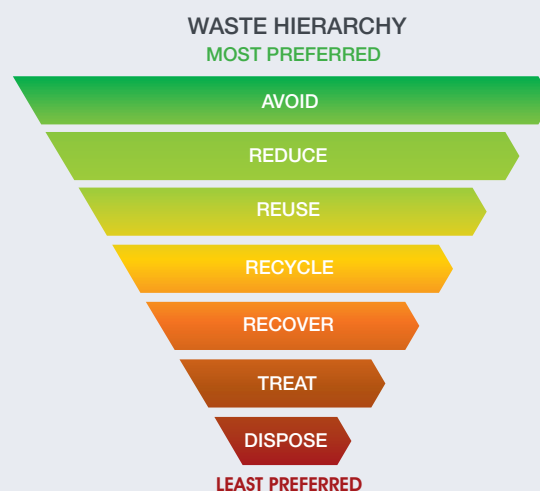 WASTE HIERARCHY
MOST PREFERRED
AVOID
REDUCE
REUSE
RECYCLE
RECOVER
TREAT
DISPOSE
LEAST PREFERRED